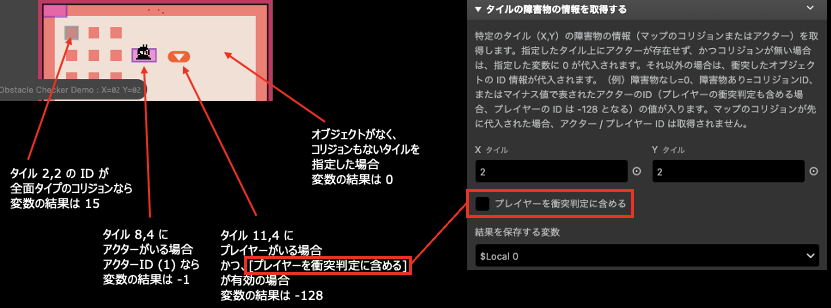 Obstacle Checker Demo : X=02 Y=02
タイル 2,2 の ID が
全面タイプのコリジョンなら
変数の結果は 15
タイル 8,4 に
アクターがいる場合
アクターID (1) なら
変数の結果は -1
タイル 11,4 に
プレイヤーがいる場合
かつ、[プレイヤーを衝突判定に含める]
が有効の場合
変数の結果は -128
オブジェクトがなく、
コリジョンもないタイルを
指定した場合
変数の結果は 0
タイルの障害物の情報を取得する
特定のタイル（X,Y）の障害物の情報（マップのコリジョンまたはアクター）を取
得します。指定したタイル上にアクターが存在せず、かつコリジョンが無い場合
は、指定した変数に 0 が代入されます。それ以外の場合は、衝突したオブジェクト
の ID 情報が代入されます。（例）障害物なし=0、障害物あり=コリジョンID、
またはマイナス値で表されたアクターのID（プレイヤーの衝突判定も含める場
合、プレイヤーの ID は -128 となる）の値が入ります。マップのコリジョンが先
に代入された場合、アクター / プレイヤー ID は取得されません。
X タイル
Y タイル
2
2
プレイヤーを衝突判定に含める
結果を保存する変数
$Local 0